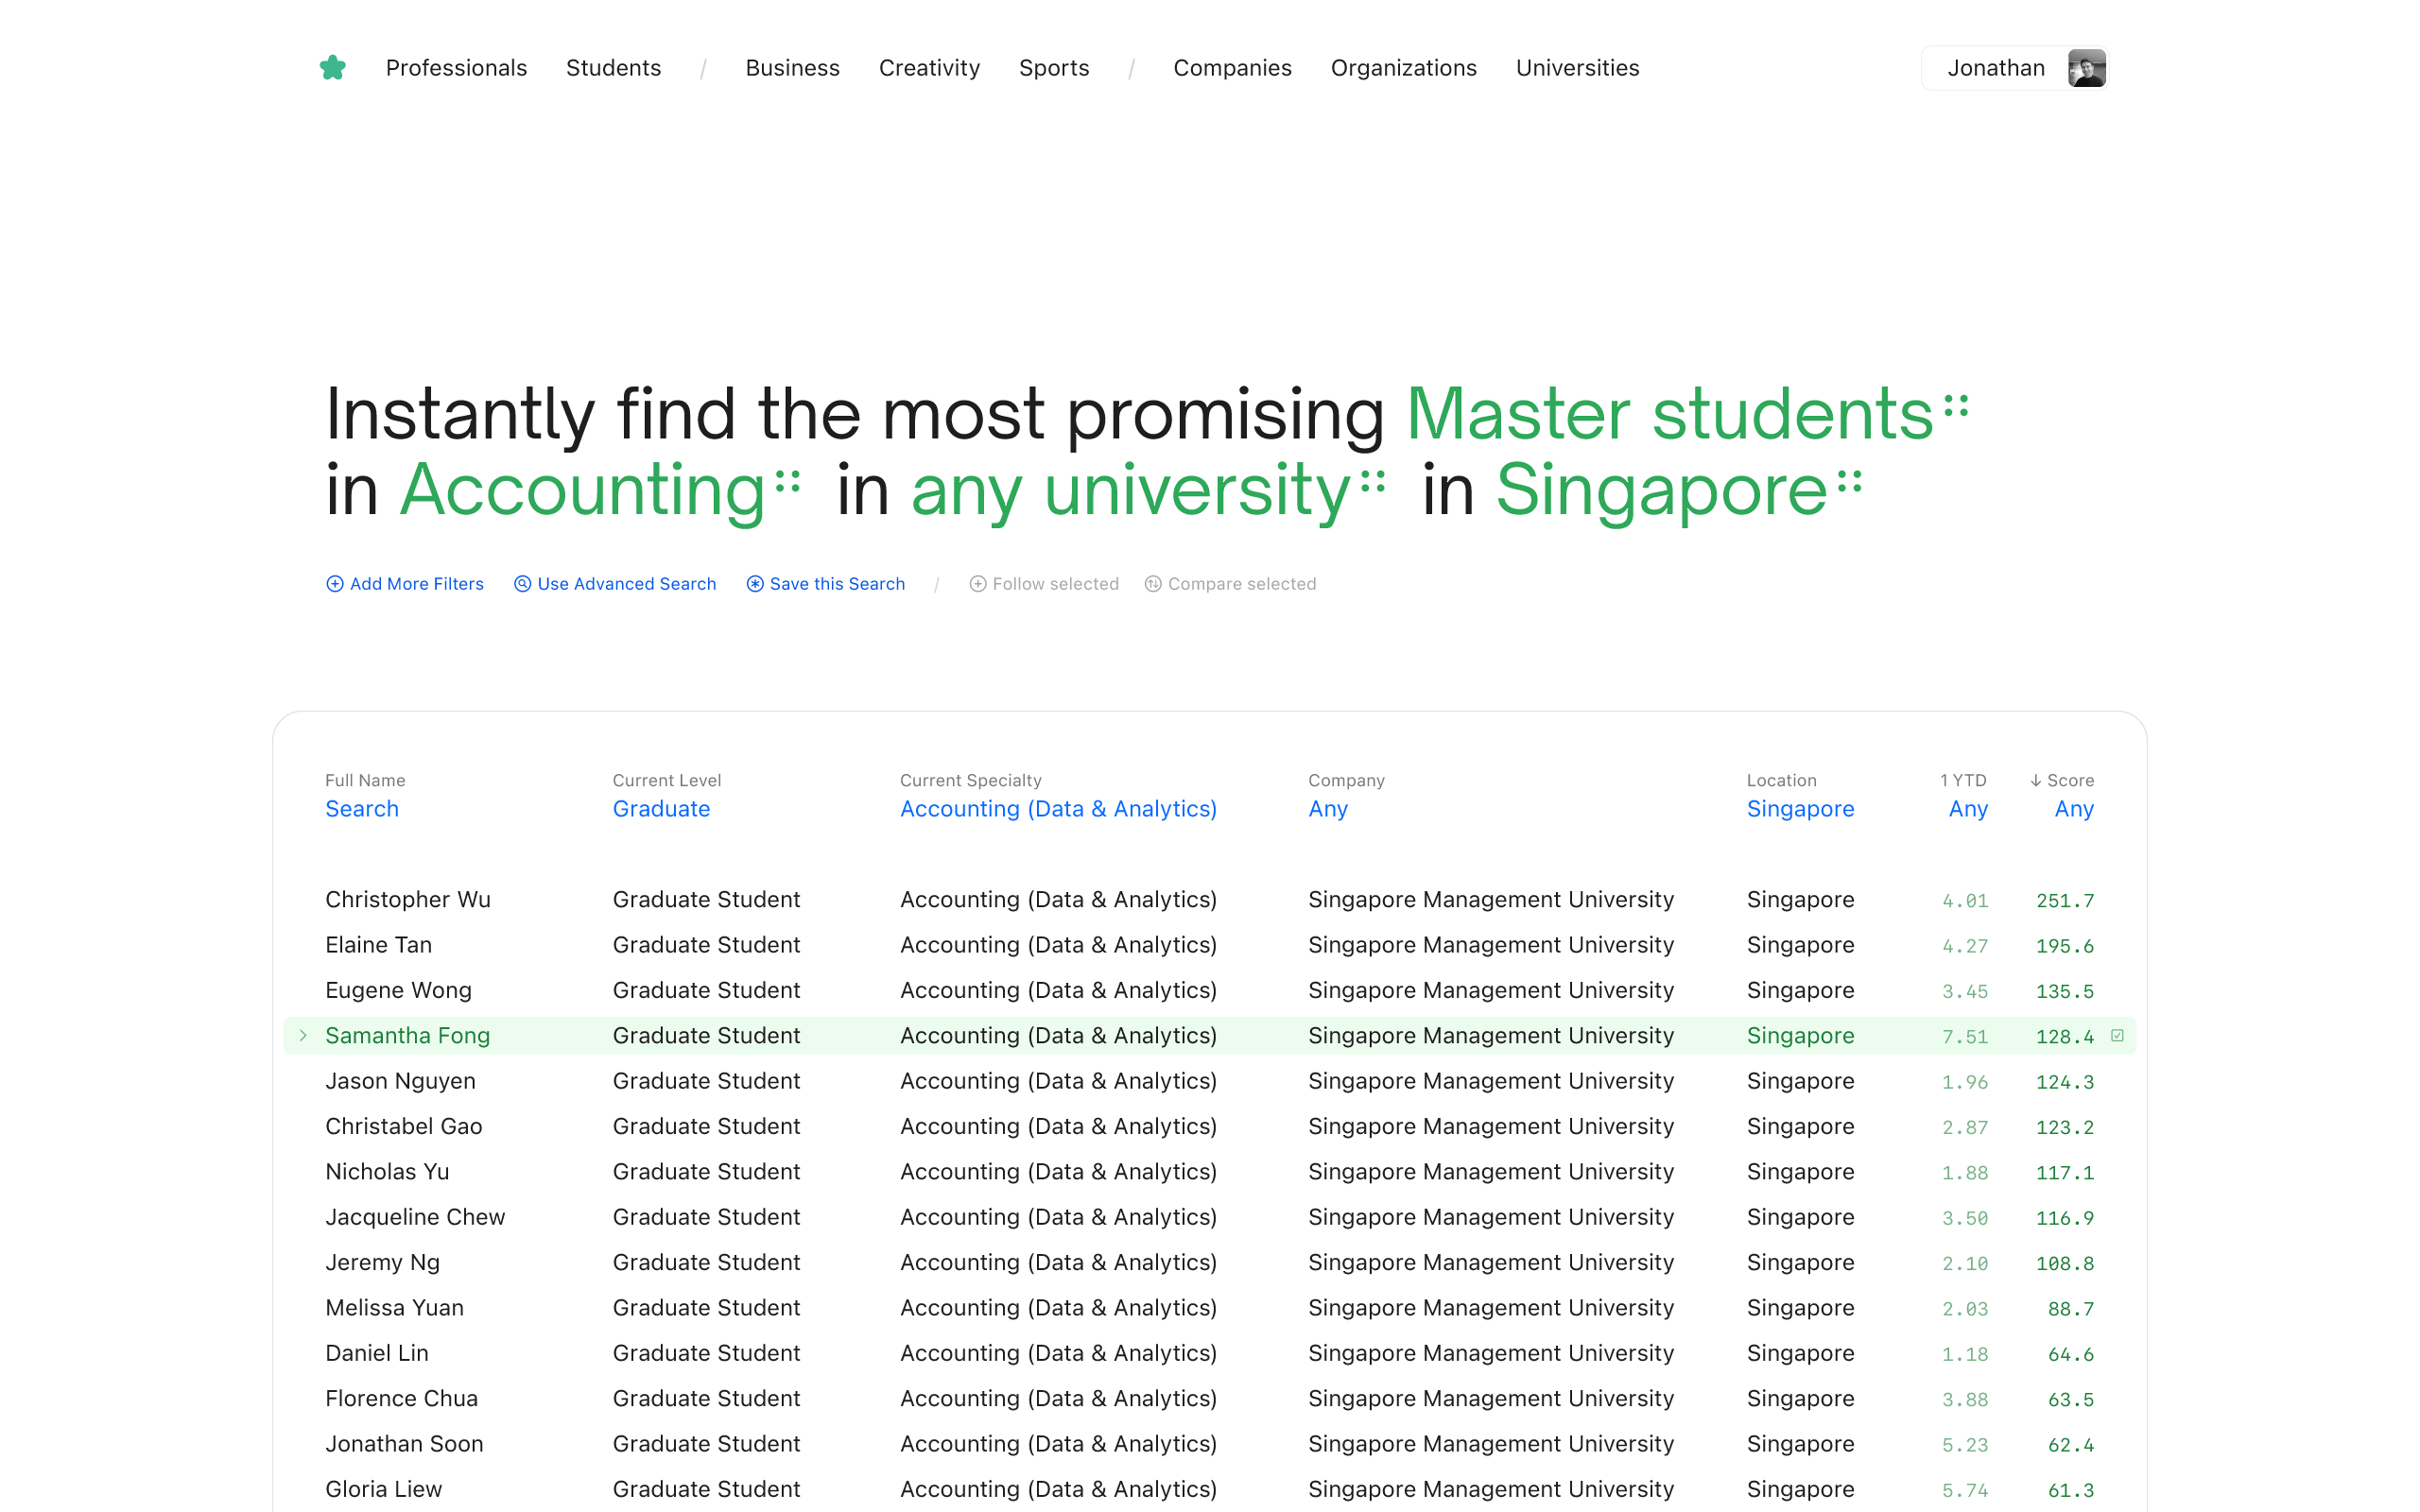 Professionals Students / Business Creativity Sports / Companies Organizations Universities Jonathan
Instantly find the most promising Master students
in Accounting in any university in Singapore
Add More Filters Use Advanced Search Save this Search / Follow selected Compare selected
Full Name Current Level Current Specialty Company Location 1 YTD ↓ Score
Search Graduate Accounting (Data & Analytics) Any Singapore Any Any
Christopher Wu Graduate Student Accounting (Data & Analytics) Singapore Management University Singapore 4.01 251.7
Elaine Tan Graduate Student Accounting (Data & Analytics) Singapore Management University Singapore 4.27 195.6
Eugene Wong Graduate Student Accounting (Data & Analytics) Singapore Management University Singapore 3.45 135.5
Samantha Fong Graduate Student Accounting (Data & Analytics) Singapore Management University Singapore 7.51 128.4
Jason Nguyen Graduate Student Accounting (Data & Analytics) Singapore Management University Singapore 1.96 124.3
Christabel Gao Graduate Student Accounting (Data & Analytics) Singapore Management University Singapore 2.87 123.2
Nicholas Yu Graduate Student Accounting (Data & Analytics) Singapore Management University Singapore 1.88 117.1
Jacqueline Chew Graduate Student Accounting (Data & Analytics) Singapore Management University Singapore 3.50 116.9
Jeremy Ng Graduate Student Accounting (Data & Analytics) Singapore Management University Singapore 2.10 108.8
Melissa Yuan Graduate Student Accounting (Data & Analytics) Singapore Management University Singapore 2.03 88.7
Daniel Lin Graduate Student Accounting (Data & Analytics) Singapore Management University Singapore 1.18 64.6
Florence Chua Graduate Student Accounting (Data & Analytics) Singapore Management University Singapore 3.88 63.5
Jonathan Soon Graduate Student Accounting (Data & Analytics) Singapore Management University Singapore 5.23 62.4
Gloria Liew Graduate Student Accounting (Data & Analytics) Singapore Management University Singapore 5.74 61.3